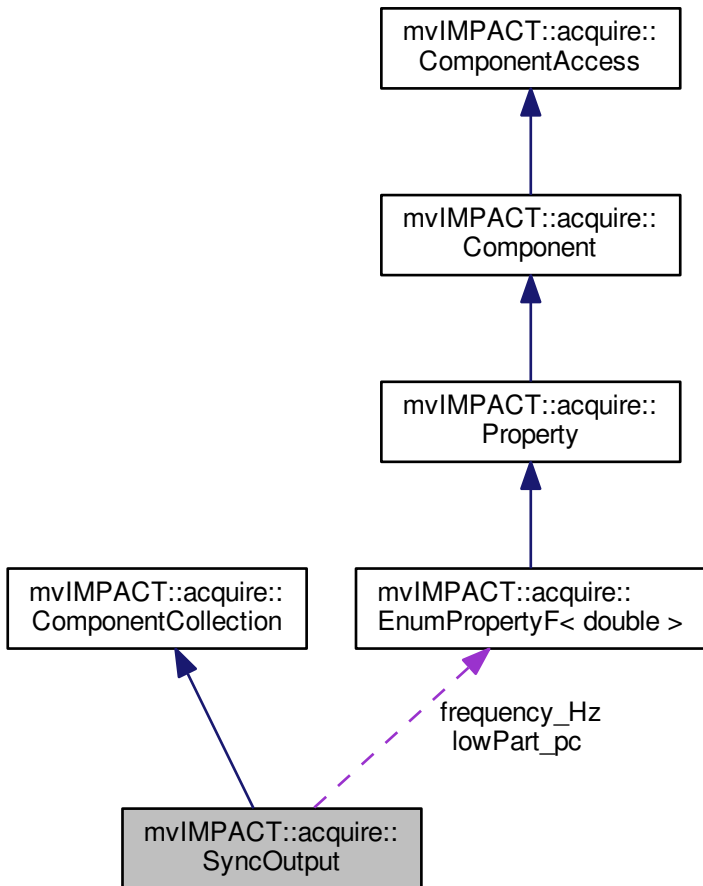 mvIMPACT::acquire::
ComponentAccess
mvIMPACT::acquire::
Component
mvIMPACT::acquire::
Property
mvIMPACT::acquire::
ComponentCollection
mvIMPACT::acquire::
EnumPropertyF< double >
frequency_Hz
lowPart_pc
mvIMPACT::acquire::
SyncOutput